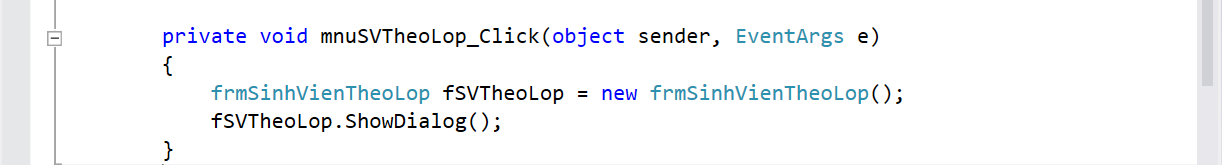 private void mnuSVTheoLop_Click(object sender, EventArgs e)
{
frmSinhVienTheoLop fSVTheoLop = new frmSinhVienTheoLop();
fSVTheoLop.ShowDialog();
}